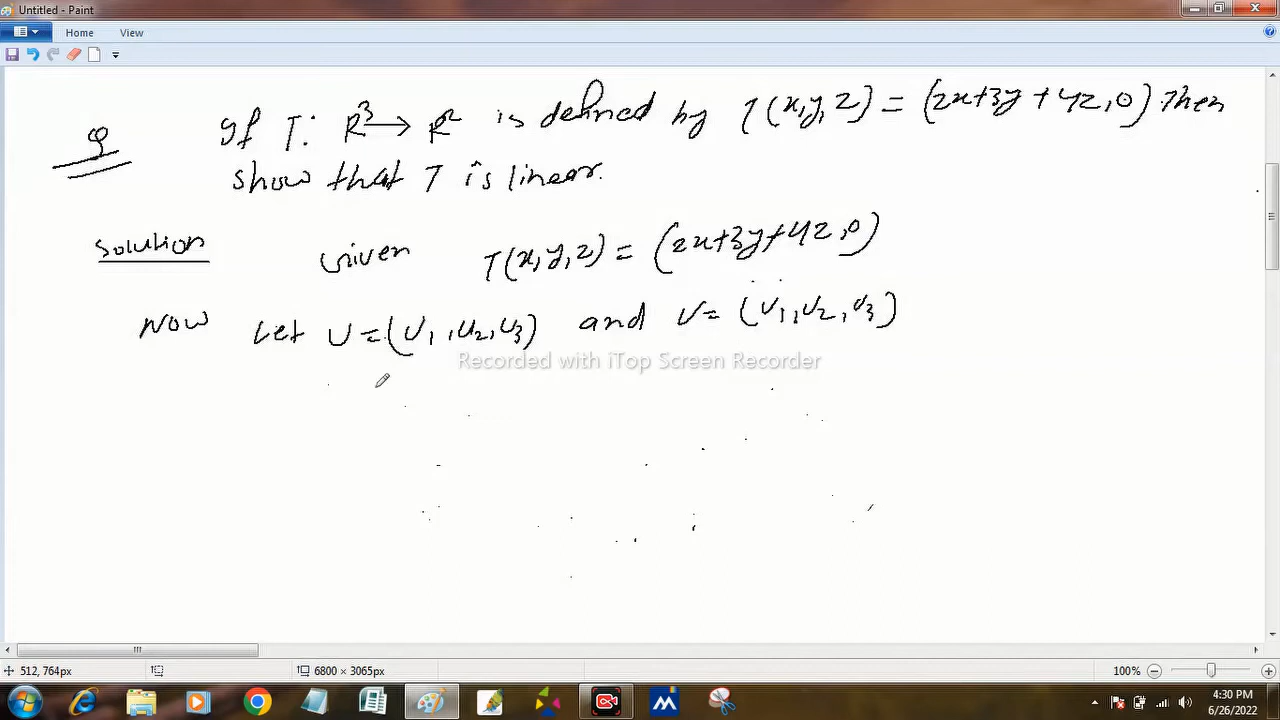 Untitled - Paint
Home View
Q If T: R³ → R² is defined by T(x,y,z) = (2x+3y+4z,0) Then
show that T is linear.
Solution Given T(x,y,z) = (2x+3y+4z,0)
Now Let U = (U₁,U₂,U₃) and V = (V₁,V₂,V₃)
Recorded with iTop Screen Recorder
512, 764px 6800 × 3065px 100%
4:30 PM
6/26/2022